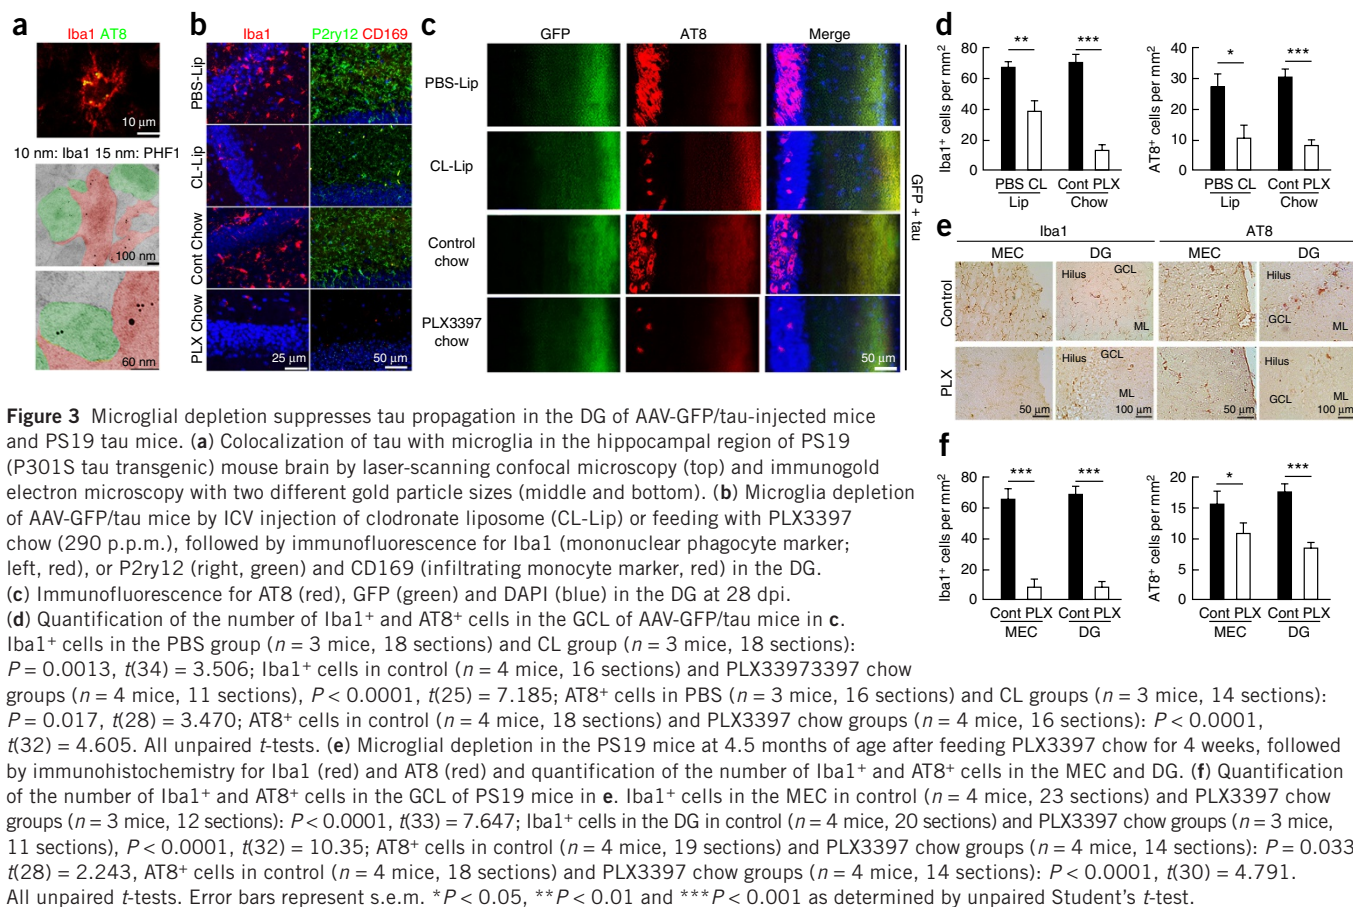 a
Iba1 AT8
10 µm
10 nm: Iba1 15 nm: PHF1
100 nm
60 nm
b
Iba1
P2ry12 CD169
PBS-Lip
CL-Lip
Cont Chow
PLX Chow
25 µm
50 µm
c
GFP
AT8
Merge
PBS-Lip
CL-Lip
Control
chow
PLX3397
chow
50 µm
GFP + tau
d
Iba1⁺ cells per mm²
80
60
40
20
0
**
***
PBS CL
Cont PLX
Lip
Chow
AT8⁺ cells per mm²
40
30
20
10
0
*
***
PBS CL
Cont PLX
Lip
Chow
e
Iba1
AT8
MEC
DG
MEC
DG
Control
PLX
Hilus
GCL
ML
Hilus
GCL
ML
Hilus
GCL
ML
Hilus
GCL
ML
50 µm
100 µm
50 µm
100 µm
f
Iba1⁺ cells per mm²
80
60
40
20
0
***
***
Cont PLX
Cont PLX
MEC
DG
AT8⁺ cells per mm²
20
15
10
5
0
*
***
Cont PLX
Cont PLX
MEC
DG
Figure 3 Microglial depletion suppresses tau propagation in the DG of AAV-GFP/tau-injected mice
and PS19 tau mice. (a) Colocalization of tau with microglia in the hippocampal region of PS19
(P301S tau transgenic) mouse brain by laser-scanning confocal microscopy (top) and immunogold
electron microscopy with two different gold particle sizes (middle and bottom). (b) Microglia depletion
of AAV-GFP/tau mice by ICV injection of clodronate liposome (CL-Lip) or feeding with PLX3397
chow (290 p.p.m.), followed by immunofluorescence for Iba1 (mononuclear phagocyte marker;
left, red), or P2ry12 (right, green) and CD169 (infiltrating monocyte marker, red) in the DG.
(c) Immunofluorescence for AT8 (red), GFP (green) and DAPI (blue) in the DG at 28 dpi.
(d) Quantification of the number of Iba1⁺ and AT8⁺ cells in the GCL of AAV-GFP/tau mice in c.
Iba1⁺ cells in the PBS group (n = 3 mice, 18 sections) and CL group (n = 3 mice, 18 sections):
P = 0.0013, t(34) = 3.506; Iba1⁺ cells in control (n = 4 mice, 16 sections) and PLX33973397 chow
groups (n = 4 mice, 11 sections), P < 0.0001, t(25) = 7.185; AT8⁺ cells in PBS (n = 3 mice, 16 sections) and CL groups (n = 3 mice, 14 sections):
P = 0.017, t(28) = 3.470; AT8⁺ cells in control (n = 4 mice, 18 sections) and PLX3397 chow groups (n = 4 mice, 16 sections): P < 0.0001,
t(32) = 4.605. All unpaired t-tests. (e) Microglial depletion in the PS19 mice at 4.5 months of age after feeding PLX3397 chow for 4 weeks, followed
by immunohistochemistry for Iba1 (red) and AT8 (red) and quantification of the number of Iba1⁺ and AT8⁺ cells in the MEC and DG. (f) Quantification
of the number of Iba1⁺ and AT8⁺ cells in the GCL of PS19 mice in e. Iba1⁺ cells in the MEC in control (n = 4 mice, 23 sections) and PLX3397 chow
groups (n = 3 mice, 12 sections): P < 0.0001, t(33) = 7.647; Iba1⁺ cells in the DG in control (n = 4 mice, 20 sections) and PLX3397 chow groups (n = 3 mice,
11 sections), P < 0.0001, t(32) = 10.35; AT8⁺ cells in control (n = 4 mice, 19 sections) and PLX3397 chow groups (n = 4 mice, 14 sections): P = 0.033
t(28) = 2.243, AT8⁺ cells in control (n = 4 mice, 18 sections) and PLX3397 chow groups (n = 4 mice, 14 sections): P < 0.0001, t(30) = 4.791.
All unpaired t-tests. Error bars represent s.e.m. *P < 0.05, **P < 0.01 and ***P < 0.001 as determined by unpaired Student's t-test.